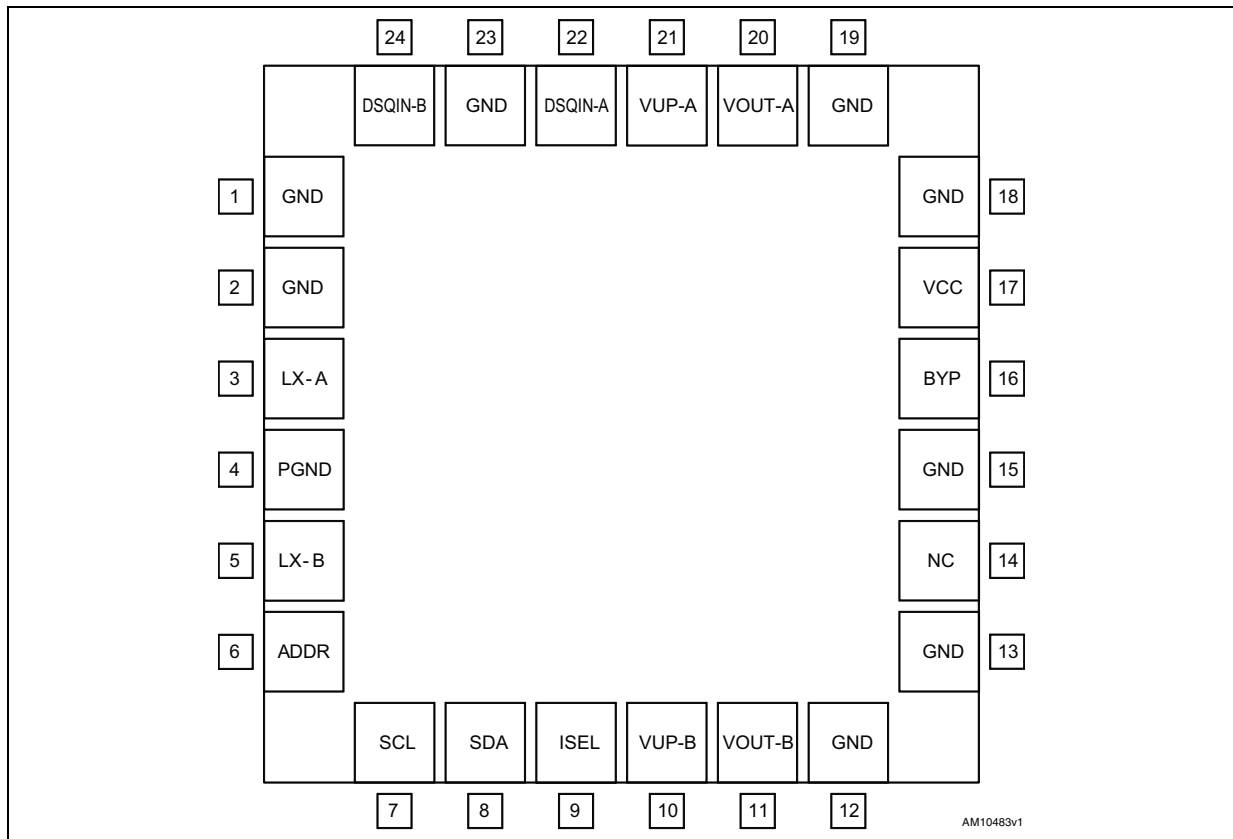 24 23 22 21 20 19
DSQIN-B GND DSQIN-A VUP-A VOUT-A GND
1 GND GND 18
2 GND VCC 17
3 LX-A BYP 16
4 PGND GND 15
5 LX-B NC 14
6 ADDR GND 13
SCL SDA ISEL VUP-B VOUT-B GND
7 8 9 10 11 12
AM10483v1